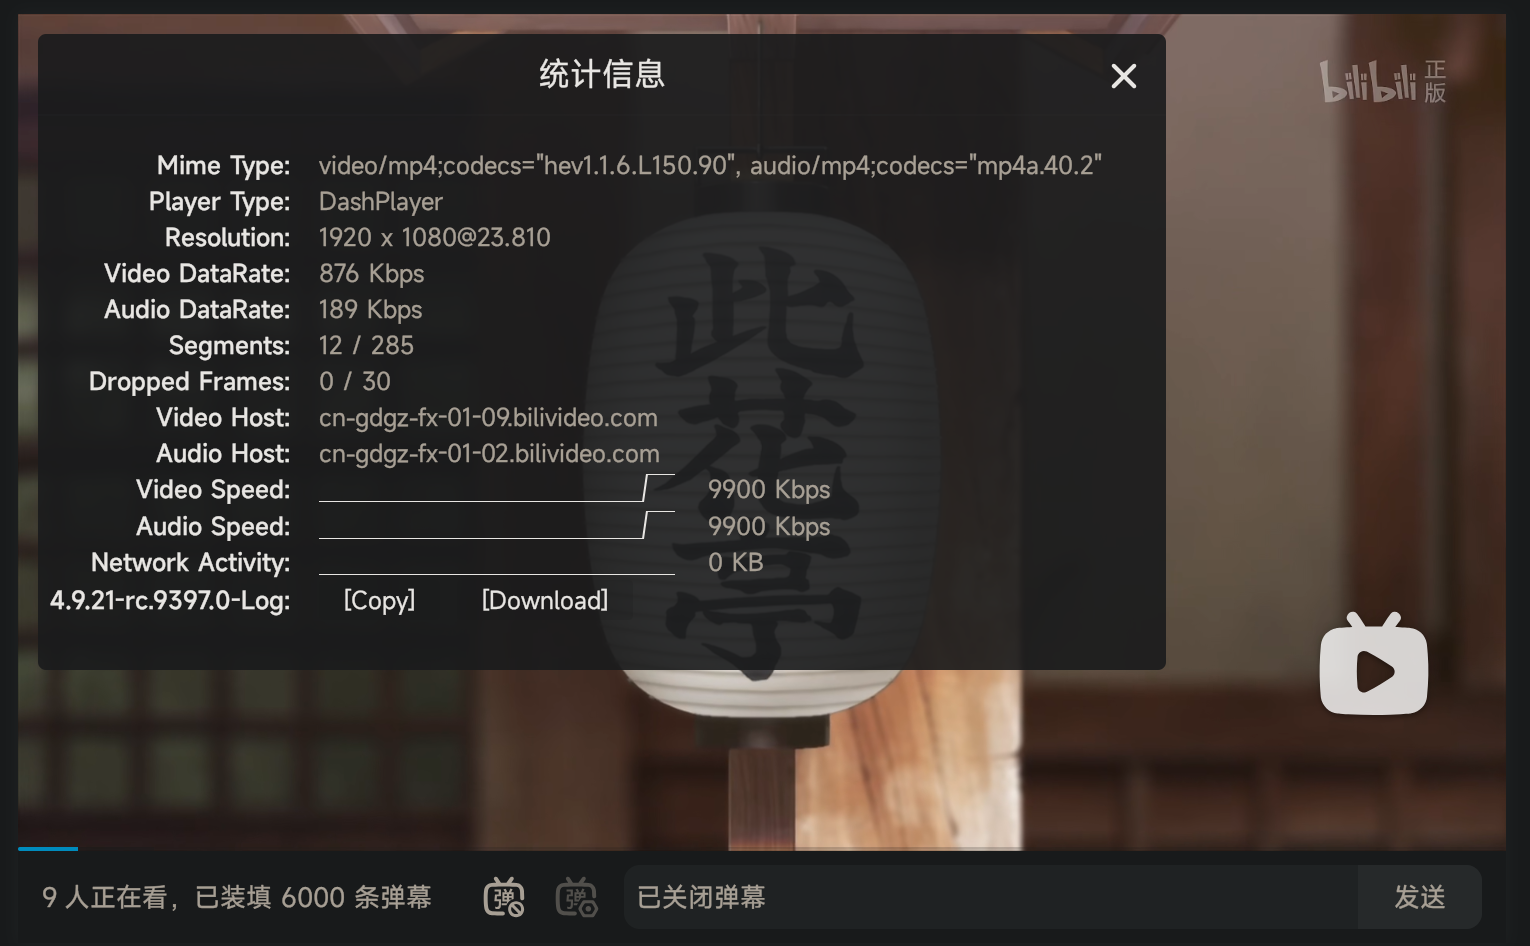 统计信息
bilibili 正版
Mime Type: video/mp4;codecs="hev1.1.6.L150.90", audio/mp4;codecs="mp4a.40.2"
Player Type: DashPlayer
Resolution: 1920 x 1080@23.810
Video DataRate: 876 Kbps
Audio DataRate: 189 Kbps
Segments: 12 / 285
Dropped Frames: 0 / 30
Video Host: cn-gdgz-fx-01-09.bilivideo.com
Audio Host: cn-gdgz-fx-01-02.bilivideo.com
Video Speed: 9900 Kbps
Audio Speed: 9900 Kbps
Network Activity: 0 KB
4.9.21-rc.9397.0-Log: [Copy] [Download]
此花亭
9 人正在看，已装填 6000 条弹幕 弹 弹 已关闭弹幕 发送